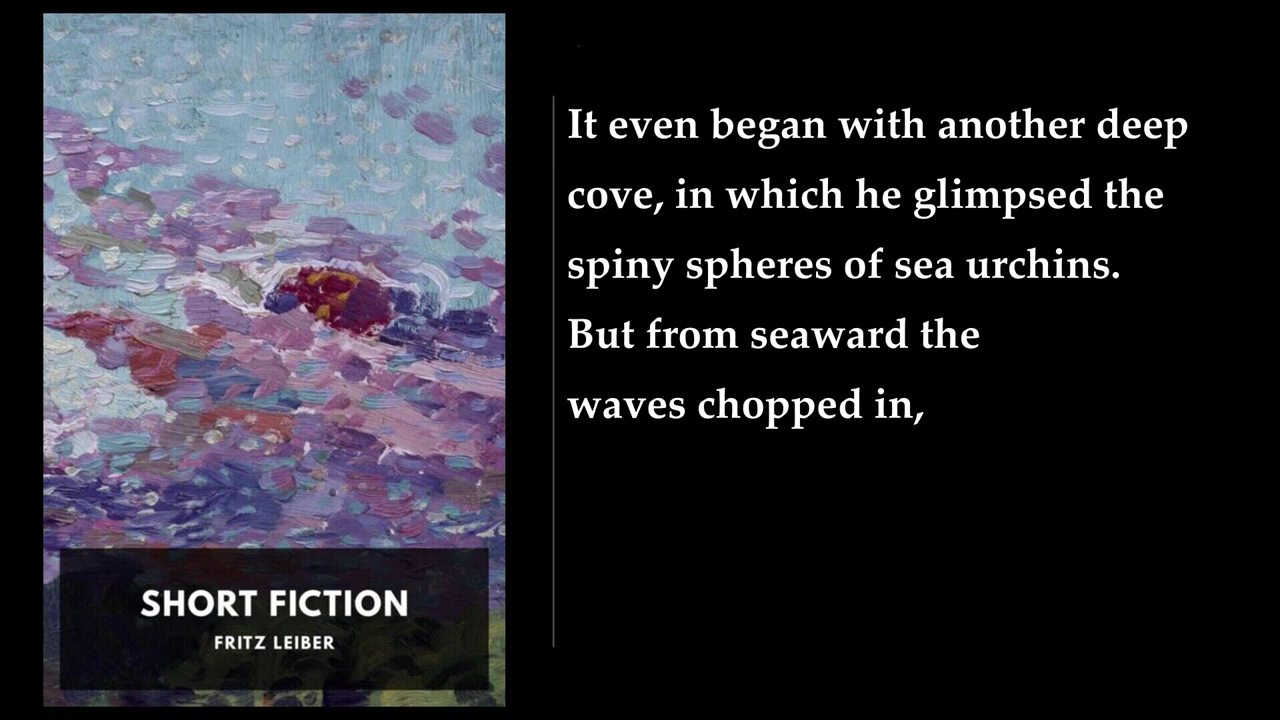 It even began with another deep
cove, in which he glimpsed the
spiny spheres of sea urchins.
But from seaward the
waves chopped in,
SHORT FICTION
FRITZ LEIBER